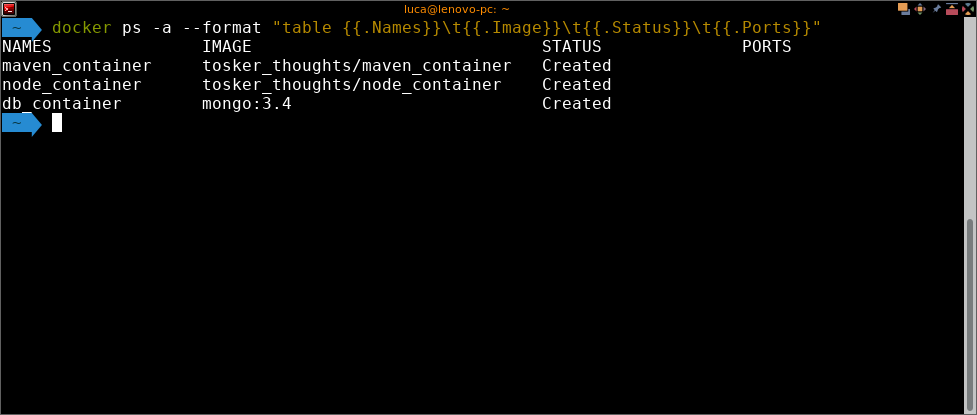 luca@lenovo-pc: ~
~ docker ps -a --format "table {{.Names}}\t{{.Image}}\t{{.Status}}\t{{.Ports}}"
NAMES IMAGE STATUS PORTS
maven_container tosker_thoughts/maven_container Created
node_container tosker_thoughts/node_container Created
db_container mongo:3.4 Created
~